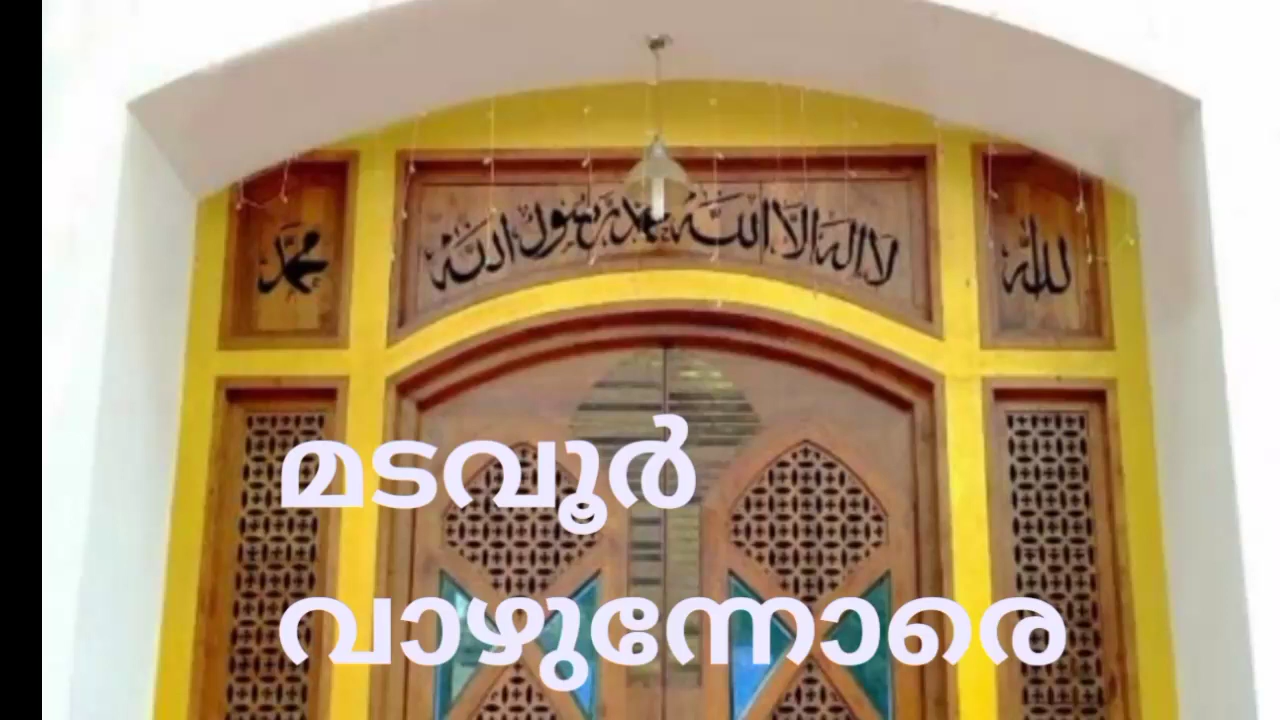 محمد
لا اله الا الله محمد رسول الله
الله
മടവൂർ
വാഴുന്നോരെ